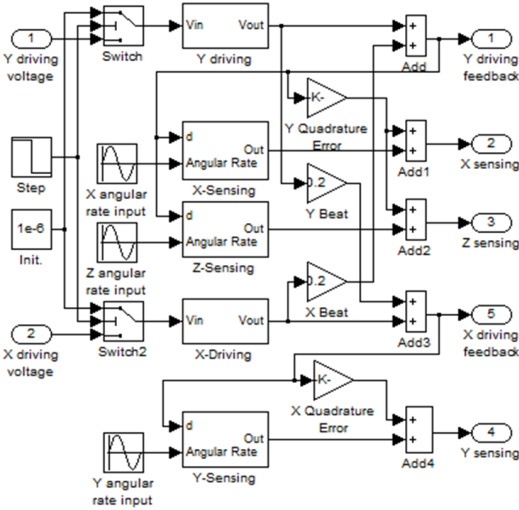 1
Y driving
voltage
Switch
Vin
Vout
Y driving
+
+
Add
1
Y driving
feedback
Step
X angular
rate input
d
Out
Angular Rate
X-Sensing
K-
Y Quadrature
Error
+
+
Add1
2
X sensing
1e-6
Init.
Z angular
rate input
d
Out
Angular Rate
Z-Sensing
0.2
Y Beat
+
+
Add2
3
Z sensing
2
X driving
voltage
Switch2
Vin
Vout
X-Driving
0.2
X Beat
+
+
Add3
5
X driving
feedback
Y angular
rate input
d
Out
Angular Rate
Y-Sensing
K-
X Quadrature
Error
+
+
Add4
4
Y sensing